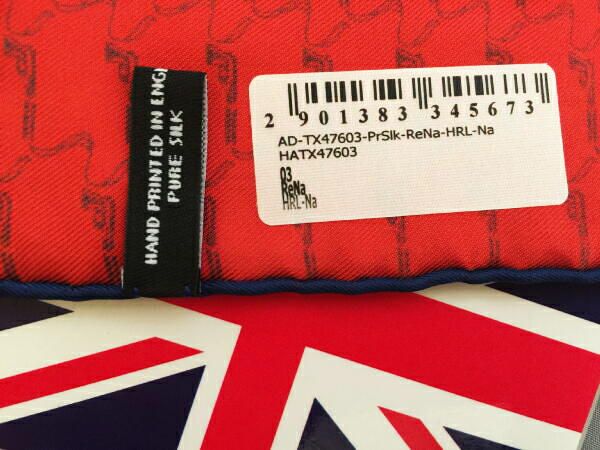 HAND PRINTED IN ENG
PURE SILK
2 901383 345673
AD-TX47603-PrSlk-ReNa-HRL-Na
HATX47603
03
ReNa
HRL-Na